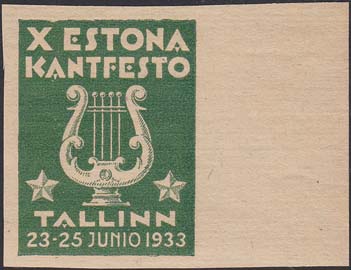 X ESTONA
KANTFESTO
TALLINN
23-25 JUNIO 1933